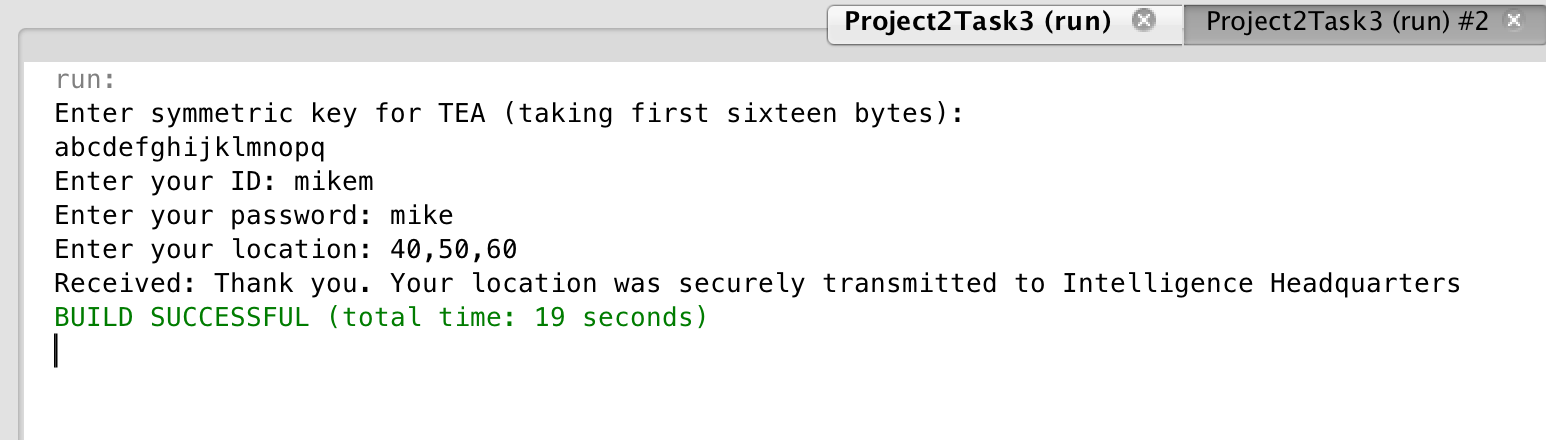 Project2Task3 (run) Project2Task3 (run) #2
run:
Enter symmetric key for TEA (taking first sixteen bytes):
abcdefghijklmnopq
Enter your ID: mikem
Enter your password: mike
Enter your location: 40,50,60
Received: Thank you. Your location was securely transmitted to Intelligence Headquarters
BUILD SUCCESSFUL (total time: 19 seconds)